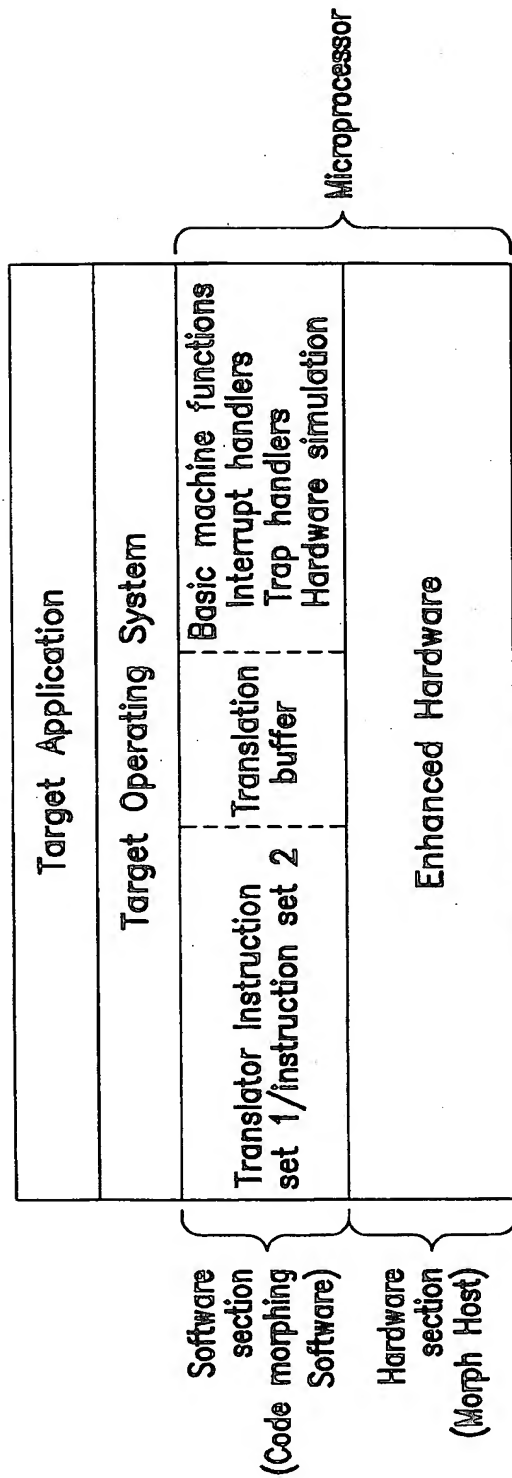 Target Application
Target Operating System
Software
section
(Code morphing
Software)
Translator Instruction
set 1/instruction set 2
Translation
buffer
Basic machine functions
Interrupt handlers
Trap handlers
Hardware simulation
Microprocessor
Hardware
section
(Morph Host)
Enhanced Hardware